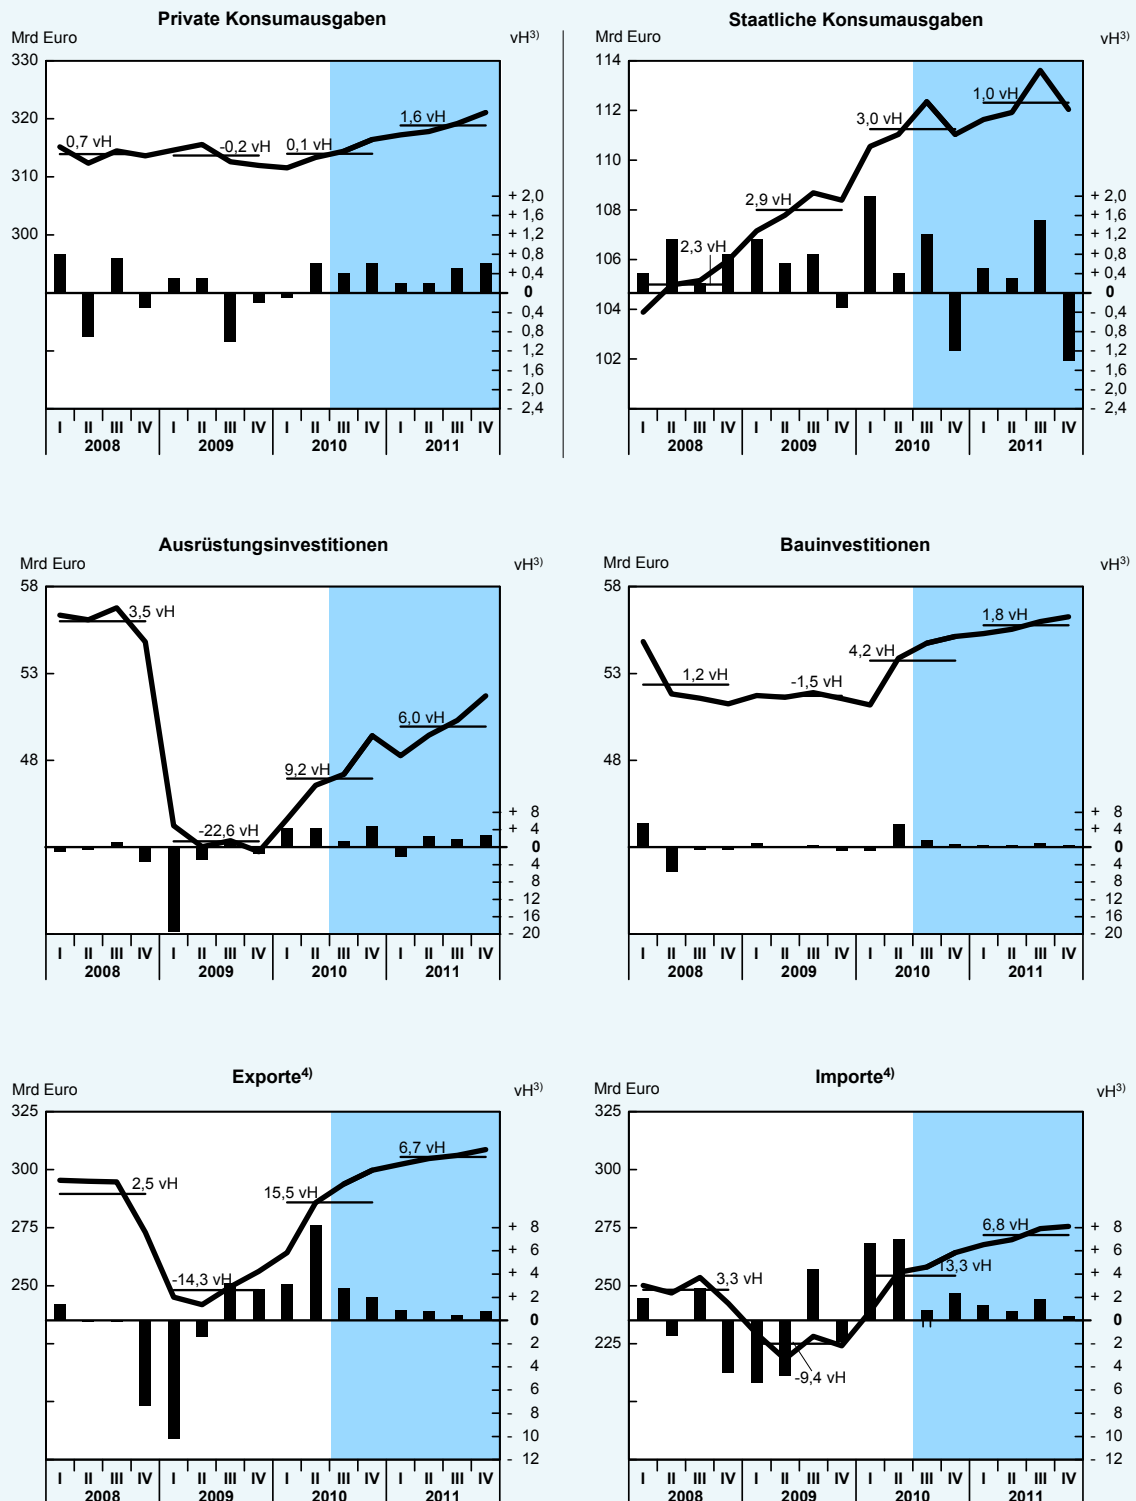 Private Konsumausgaben
Mrd Euro
vH3)
330
320
310
300
0,7 vH
-0,2 vH
0,1 vH
1,6 vH
+ 2,0
+ 1,6
+ 1,2
+ 0,8
+ 0,4
0
- 0,4
- 0,8
- 1,2
- 1,6
- 2,0
- 2,4
I II III IV I II III IV I II III IV I II III IV
2008 2009 2010 2011
Staatliche Konsumausgaben
Mrd Euro
vH3)
114
112
110
108
106
104
102
2,3 vH
2,9 vH
3,0 vH
1,0 vH
+ 2,0
+ 1,6
+ 1,2
+ 0,8
+ 0,4
0
- 0,4
- 0,8
- 1,2
- 1,6
- 2,0
- 2,4
I II III IV I II III IV I II III IV I II III IV
2008 2009 2010 2011
Ausrüstungsinvestitionen
Mrd Euro
vH3)
58
53
48
3,5 vH
-22,6 vH
9,2 vH
6,0 vH
+ 8
+ 4
0
- 4
- 8
- 12
- 16
- 20
I II III IV I II III IV I II III IV I II III IV
2008 2009 2010 2011
Bauinvestitionen
Mrd Euro
vH3)
58
53
48
1,2 vH
-1,5 vH
4,2 vH
1,8 vH
+ 8
+ 4
0
- 4
- 8
- 12
- 16
- 20
I II III IV I II III IV I II III IV I II III IV
2008 2009 2010 2011
Exporte4)
Mrd Euro
vH3)
325
300
275
250
225
2,5 vH
-14,3 vH
15,5 vH
6,7 vH
+ 8
+ 6
+ 4
+ 2
0
- 2
- 4
- 6
- 8
- 10
- 12
I II III IV I II III IV I II III IV I II III IV
2008 2009 2010 2011
Importe4)
Mrd Euro
vH3)
325
300
275
250
225
3,3 vH
-9,4 vH
13,3 vH
6,8 vH
+ 8
+ 6
+ 4
+ 2
0
- 2
- 4
- 6
- 8
- 10
- 12
I II III IV I II III IV I II III IV I II III IV
2008 2009 2010 2011